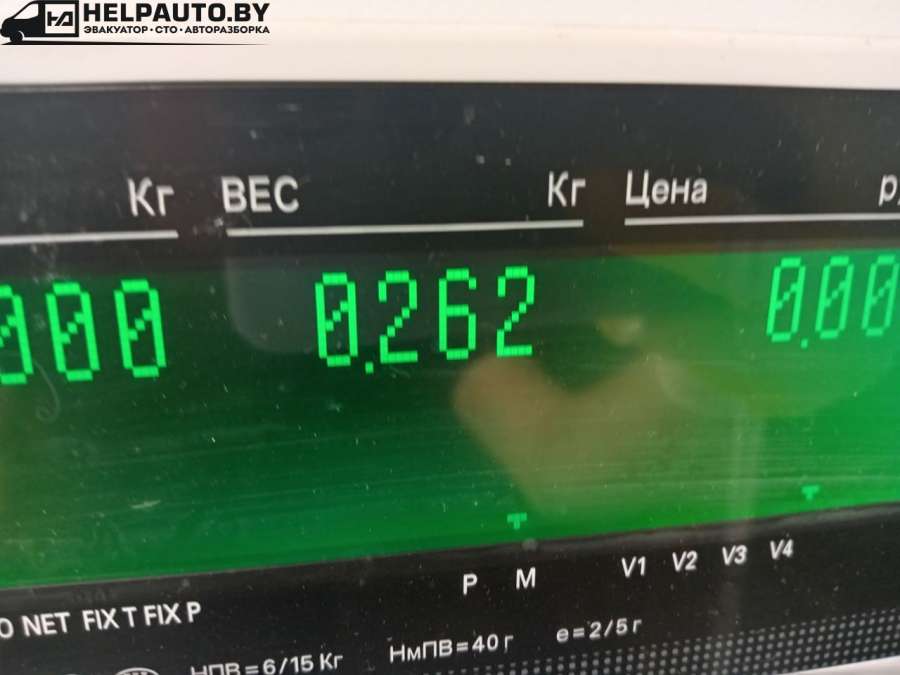 HELPAUTO.BY
ЭВАКУАТОР • СТО • АВТОРАЗБОРКА
Кг ВЕС Кг Цена
000 0.262 0.00
P M V1 V2 V3 V4
NET FIX T FIX P
НПВ=6/15 Кг НмПВ=40 г e=2/5 г